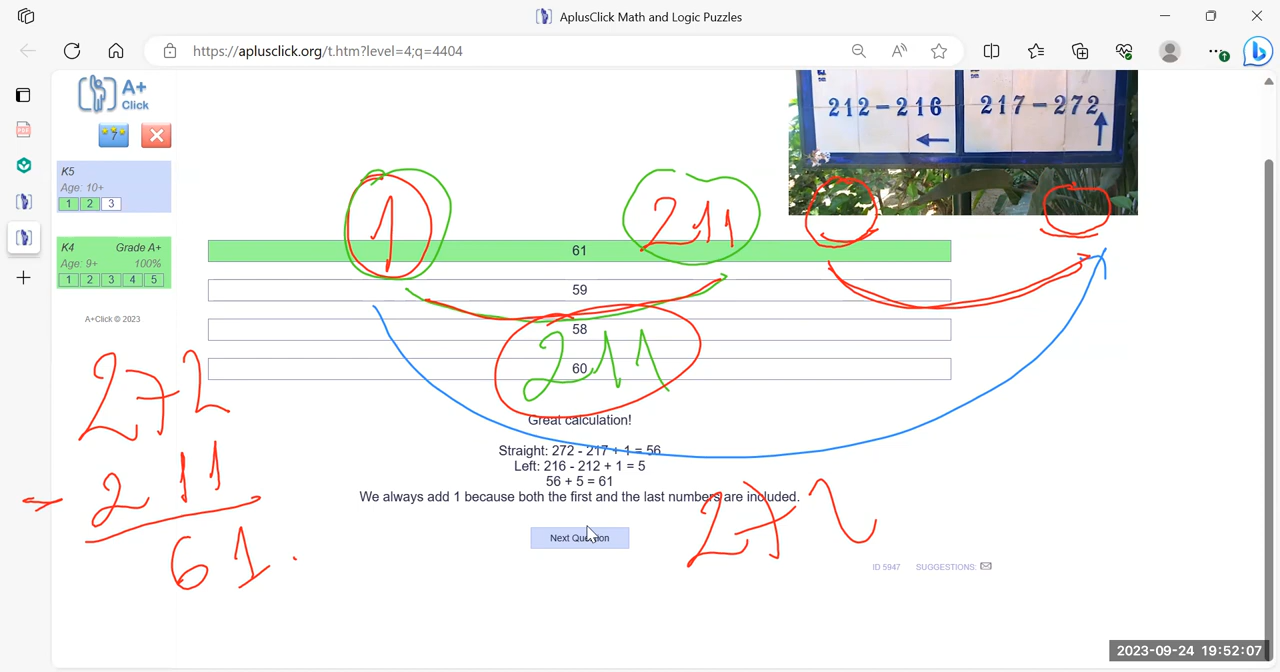 AplusClick Math and Logic Puzzles
https://aplusclick.org/t.htm?level=4;q=4404
A+
Click
7
K5
Age: 10+
1 2 3
K4 Grade A+
Age: 9+ 100%
1 2 3 4 5
A+Click © 2023
212-216
217-272
1
211
61
59
58
60
211
Great calculation!
Straight: 272 - 217 + 1 = 56
Left: 216 - 212 + 1 = 5
56 + 5 = 61
We always add 1 because both the first and the last numbers are included.
Next Question
272
- 211
61.
272
ID 5947 SUGGESTIONS:
2023-09-24 19:52:07